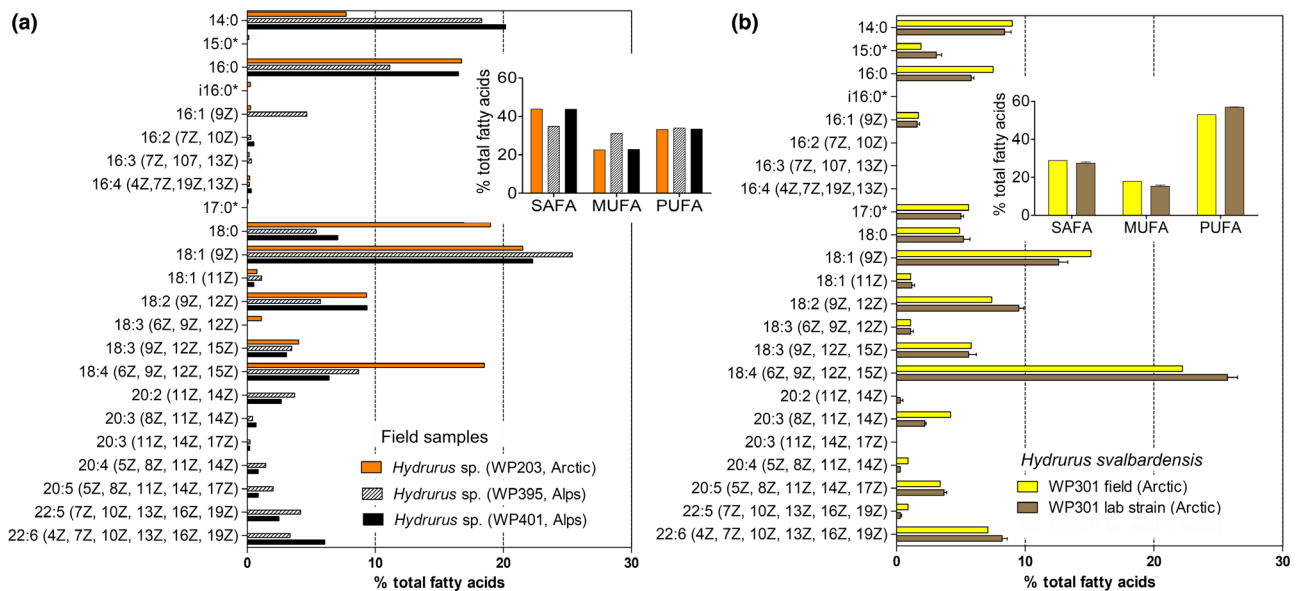 (a)
14:0
15:0*
16:0
i16:0*
16:1 (9Z)
16:2 (7Z, 10Z)
16:3 (7Z, 107, 13Z)
16:4 (4Z,7Z,19Z,13Z)
17:0*
18:0
18:1 (9Z)
18:1 (11Z)
18:2 (9Z, 12Z)
18:3 (6Z, 9Z, 12Z)
18:3 (9Z, 12Z, 15Z)
18:4 (6Z, 9Z, 12Z, 15Z)
20:2 (11Z, 14Z)
20:3 (8Z, 11Z, 14Z)
20:3 (11Z, 14Z, 17Z)
20:4 (5Z, 8Z, 11Z, 14Z)
20:5 (5Z, 8Z, 11Z, 14Z, 17Z)
22:5 (7Z, 10Z, 13Z, 16Z, 19Z)
22:6 (4Z, 7Z, 10Z, 13Z, 16Z, 19Z)
0 10 20 30
% total fatty acids
% total fatty acids
60
40
20
0
SAFA MUFA PUFA
Field samples
Hydrurus sp. (WP203, Arctic)
Hydrurus sp. (WP395, Alps)
Hydrurus sp. (WP401, Alps)
(b)
14:0
15:0*
16:0
i16:0*
16:1 (9Z)
16:2 (7Z, 10Z)
16:3 (7Z, 107, 13Z)
16:4 (4Z,7Z,19Z,13Z)
17:0*
18:0
18:1 (9Z)
18:1 (11Z)
18:2 (9Z, 12Z)
18:3 (6Z, 9Z, 12Z)
18:3 (9Z, 12Z, 15Z)
18:4 (6Z, 9Z, 12Z, 15Z)
20:2 (11Z, 14Z)
20:3 (8Z, 11Z, 14Z)
20:3 (11Z, 14Z, 17Z)
20:4 (5Z, 8Z, 11Z, 14Z)
20:5 (5Z, 8Z, 11Z, 14Z, 17Z)
22:5 (7Z, 10Z, 13Z, 16Z, 19Z)
22:6 (4Z, 7Z, 10Z, 13Z, 16Z, 19Z)
0 10 20 30
% total fatty acids
% total fatty acids
60
40
20
0
SAFA MUFA PUFA
Hydrurus svalbardensis
WP301 field (Arctic)
WP301 lab strain (Arctic)